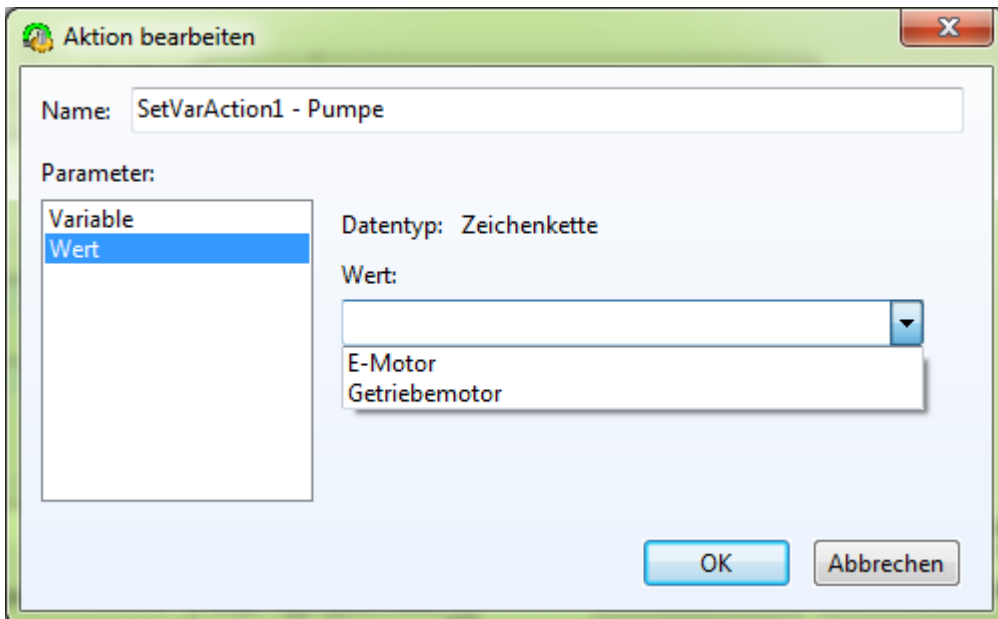 Aktion bearbeiten
Name: SetVarAction1 - Pumpe
Parameter:
Variable
Wert
Datentyp: Zeichenkette
Wert:
E-Motor
Getriebemotor
OK Abbrechen